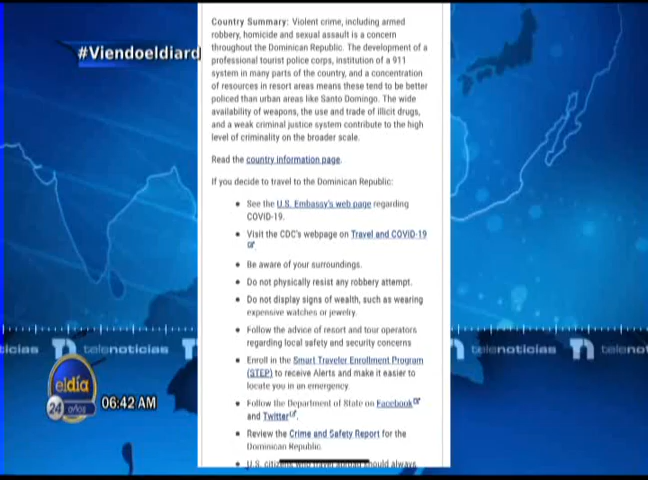 #Viendoeldiard
Country Summary: Violent crime, including armed
robbery, homicide and sexual assault is a concern
throughout the Dominican Republic. The development of a
professional tourist police corps, institution of a 911
system in many parts of the country, and a concentration
of resources in resort areas means these tend to be better
policed than urban areas like Santo Domingo. The wide
availability of weapons, the use and trade of illicit drugs,
and a weak criminal justice system contribute to the high
level of criminality on the broader scale.
Read the country information page.
If you decide to travel to the Dominican Republic:
See the U.S. Embassy's web page regarding
COVID-19.
Visit the CDC's webpage on Travel and COVID-19
Be aware of your surroundings.
Do not physically resist any robbery attempt.
Do not display signs of wealth, such as wearing
expensive watches or jewelry.
Follow the advice of resort and tour operators
regarding local safety and security concerns
Enroll in the Smart Traveler Enrollment Program
(STEP) to receive Alerts and make it easier to
locate you in an emergency.
Follow the Department of State on Facebook
and Twitter.
Review the Crime and Safety Report for the
Dominican Republic.
U.S. citizens who travel abroad should always
ticias
telenoticias
telenoticias
teleno
eldía
24 años
06:42 AM